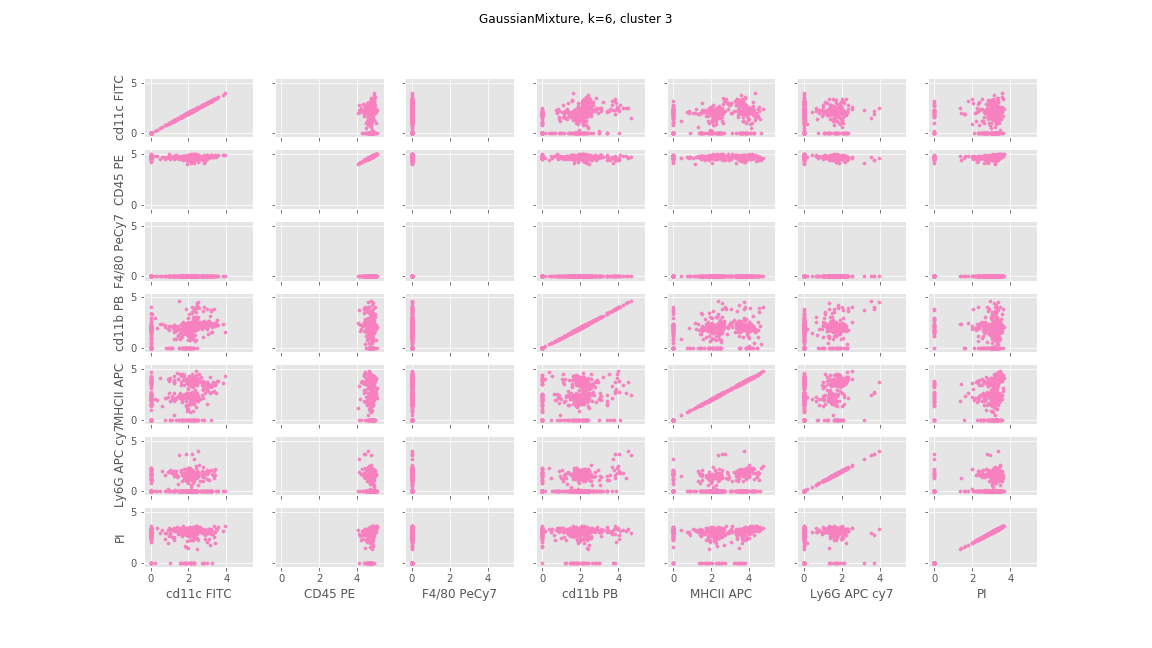 GaussianMixture, k=6, cluster 3
cd11c FITC
5
0
CD45 PE
5
0
F4/80 PeCy7
5
0
cd11b PB
5
0
MHCII APC
5
0
Ly6G APC cy7
5
0
PI
5
0
0 2 4 0 2 4 0 2 4 0 2 4 0 2 4 0 2 4 0 2 4
cd11c FITC CD45 PE F4/80 PeCy7 cd11b PB MHCII APC Ly6G APC cy7 PI